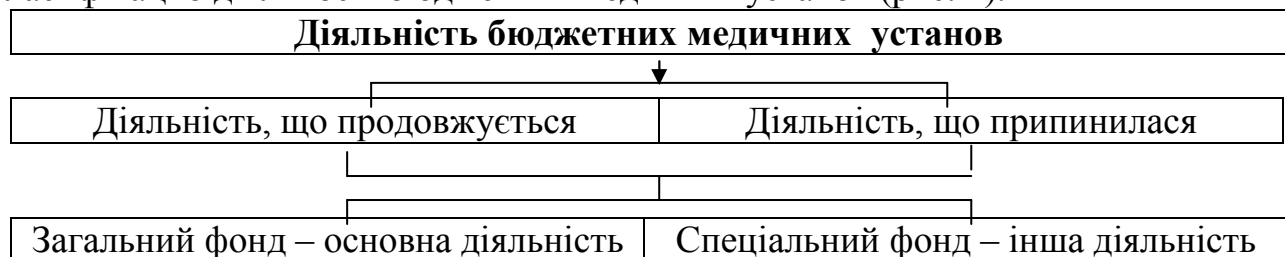 Діяльність бюджетних медичних установ
Діяльність, що продовжується Діяльність, що припинилася
Загальний фонд – основна діяльність Спеціальний фонд – інша діяльність